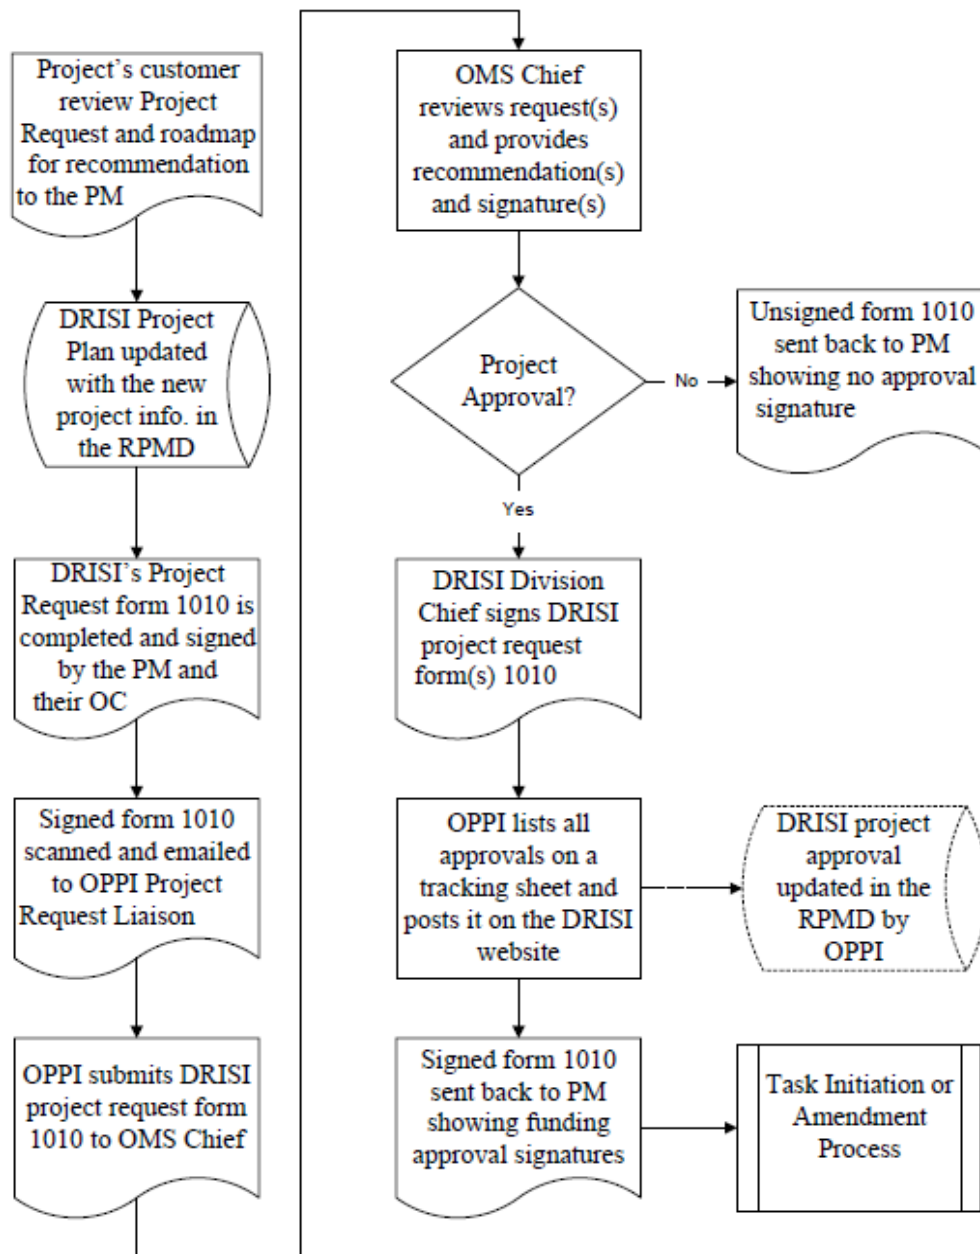 Project’s customer
review Project
Request and roadmap
for recommendation
to the PM
DRISI Project
Plan updated
with the new
project info. in
the RPMD
DRISI’s Project
Request form 1010 is
completed and signed
by the PM and
their OC
Signed form 1010
scanned and emailed
to OPPI Project
Request Liaison
OPPI submits DRISI
project request form
1010 to OMS Chief
OMS Chief
reviews request(s)
and provides
recommendation(s)
and signature(s)
Project
Approval?
No
Unsigned form 1010
sent back to PM
showing no approval
signature
Yes
DRISI Division
Chief signs DRISI
project request
form(s) 1010
OPPI lists all
approvals on a
tracking sheet and
posts it on the DRISI
website
DRISI project
approval
updated in the
RPMD by
OPPI
Signed form 1010
sent back to PM
showing funding
approval signatures
Task Initiation or
Amendment
Process